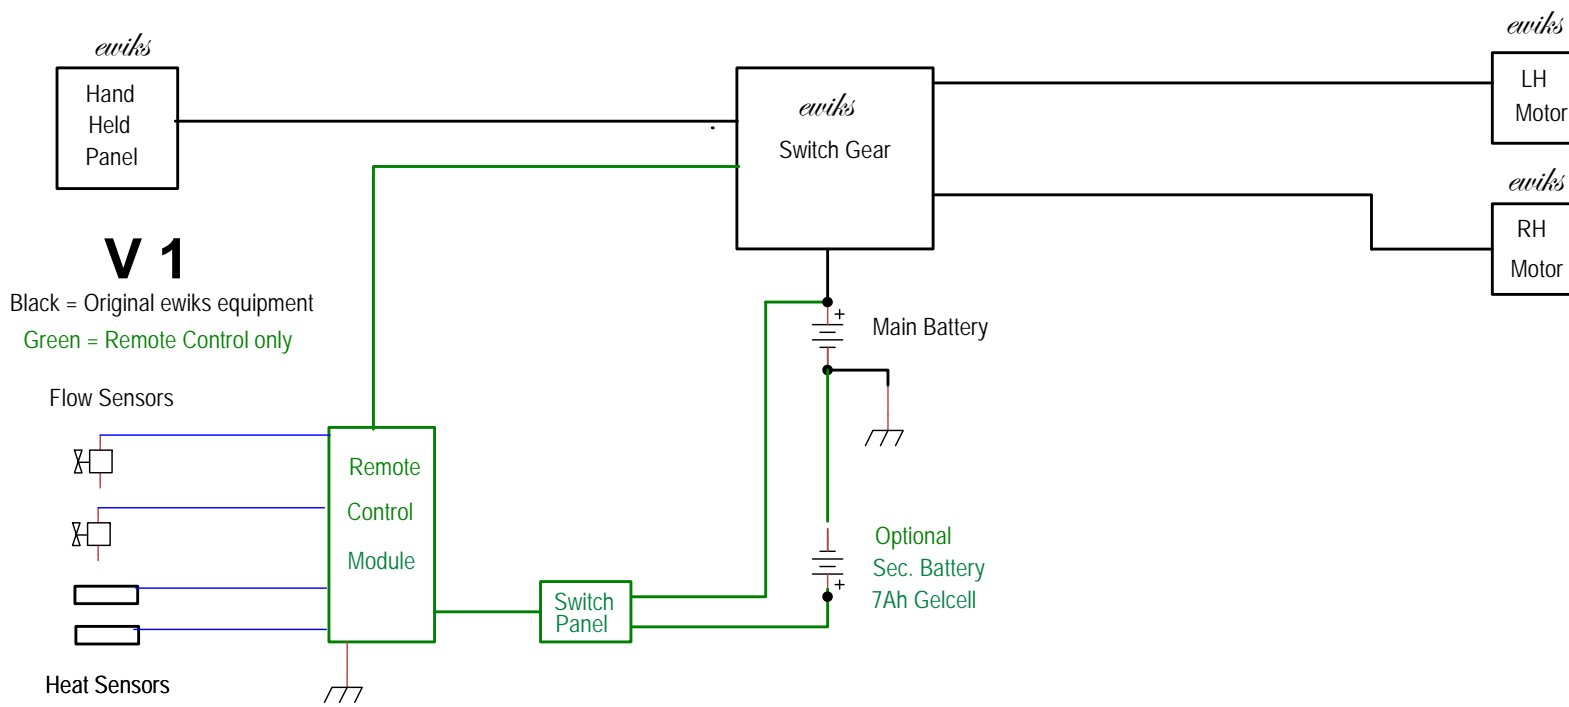 ewiks
Hand
Held
Panel
ewiks
Switch Gear
ewiks
LH
Motor
ewiks
RH
Motor
V 1
Black = Original ewiks equipment
Green = Remote Control only
+
Main Battery
Flow Sensors
Remote
Control
Module
Optional
Sec. Battery
7Ah Gelcell
+
Switch
Panel
Heat Sensors